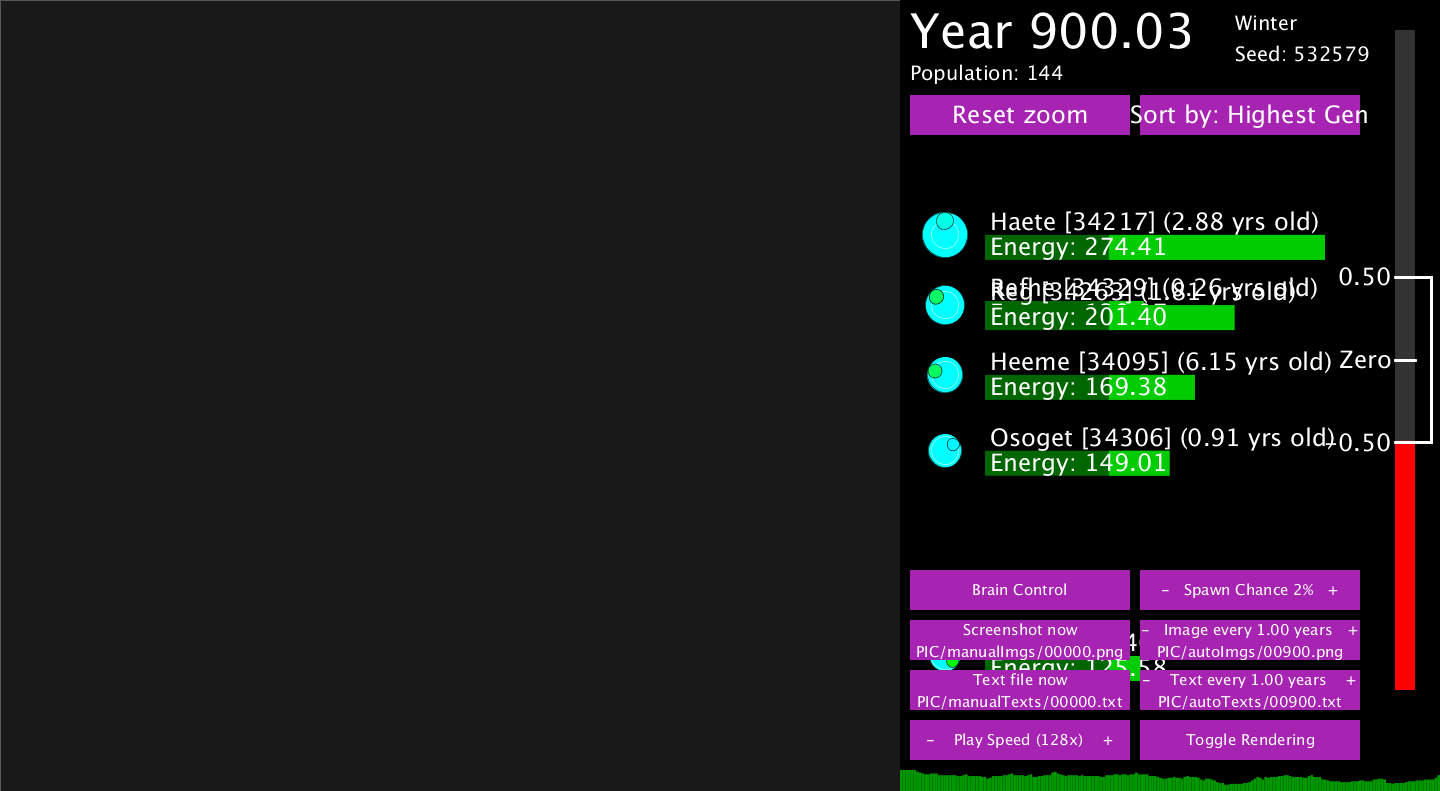 Year 900.03
Winter
Seed: 532579
Population: 144
Reset zoom
Sort by: Highest Gen
Haete [34217] (2.88 yrs old)
Energy: 274.41
Reg [34263] (1.81 yrs old)
Energy: 201.40
Heeme [34095] (6.15 yrs old)
Energy: 169.38
Osoget [34306] (0.91 yrs old)
Energy: 149.01
0.50
Zero
-0.50
Brain Control
- Spawn Chance 2% +
Screenshot now
PIC/manualImgs/00000.png
- Image every 1.00 years +
PIC/autoImgs/00900.png
Energy: 125.58
Text file now
PIC/manualTexts/00000.txt
- Text every 1.00 years +
PIC/autoTexts/00900.txt
- Play Speed (128x) +
Toggle Rendering